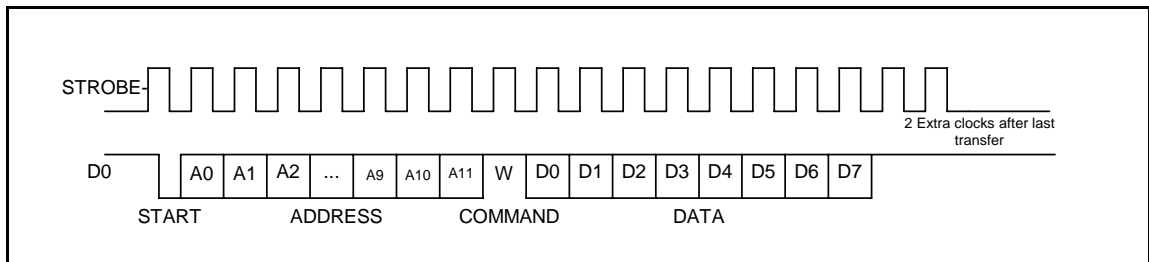 STROBE-
2 Extra clocks after last
transfer
D0 A0 A1 A2 ... A9 A10 A11 W D0 D1 D2 D3 D4 D5 D6 D7
START ADDRESS COMMAND DATA